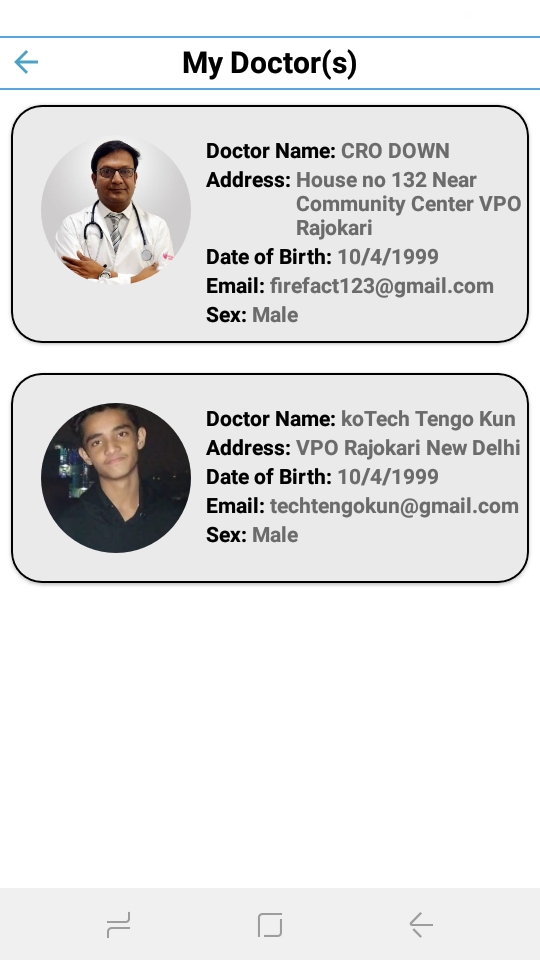 My Doctor(s)
Doctor Name: CRO DOWN
Address: House no 132 Near
Community Center VPO
Rajokari
Date of Birth: 10/4/1999
Email: firefact123@gmail.com
Sex: Male
Doctor Name: koTech Tengo Kun
Address: VPO Rajokari New Delhi
Date of Birth: 10/4/1999
Email: techtengokun@gmail.com
Sex: Male